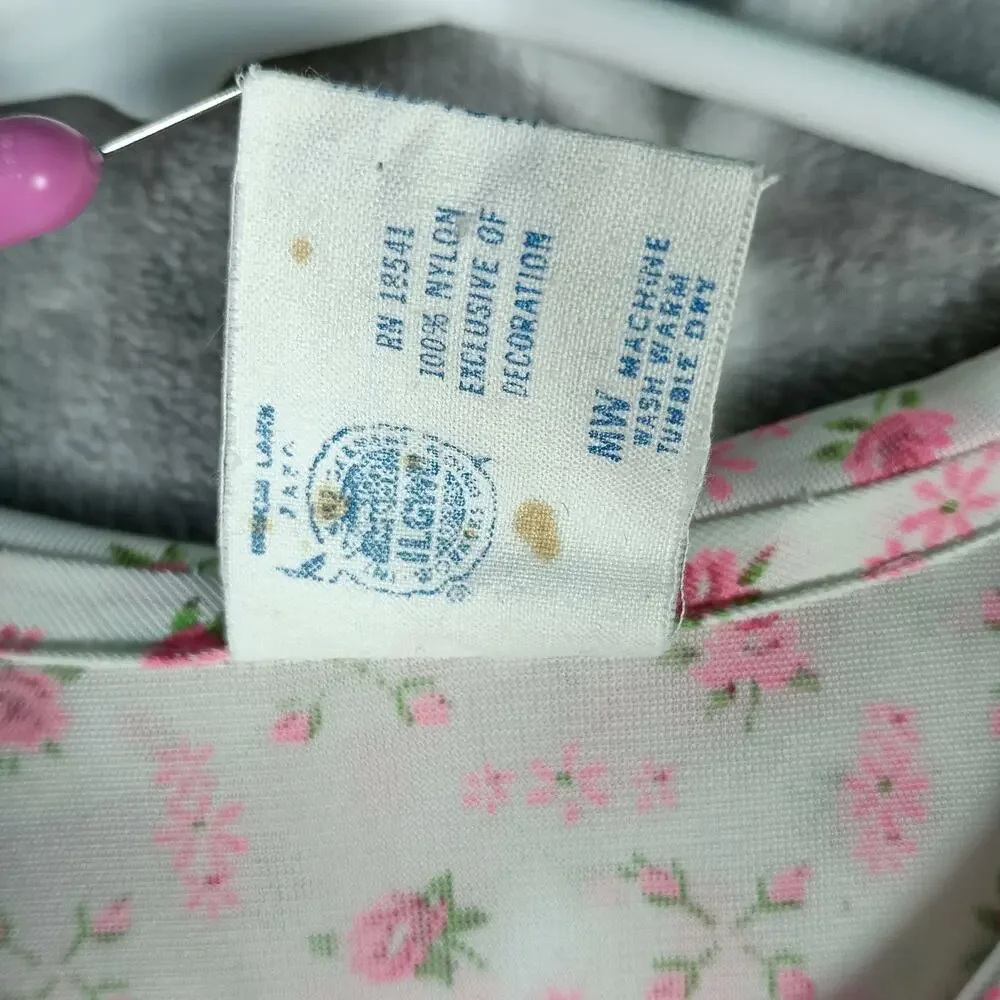 RN 18541
100% NYLON
EXCLUSIVE OF
DECORATION
MW
MACHINE
WASH WARM
TUMBLE DRY
ILGWU